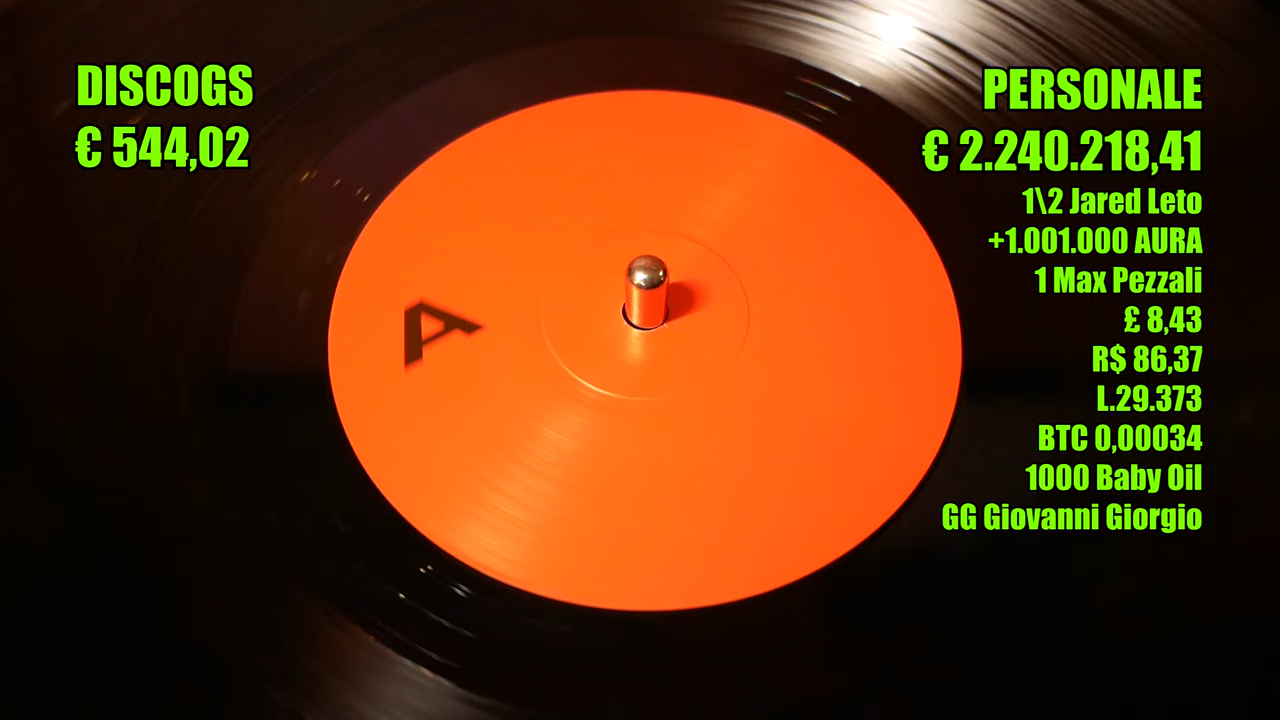 DISCOGS
€ 544,02
PERSONALE
€ 2.240.218,41
1\2 Jared Leto
+1.001.000 AURA
1 Max Pezzali
£ 8,43
R$ 86,37
L.29.373
BTC 0,00034
1000 Baby Oil
GG Giovanni Giorgio
A